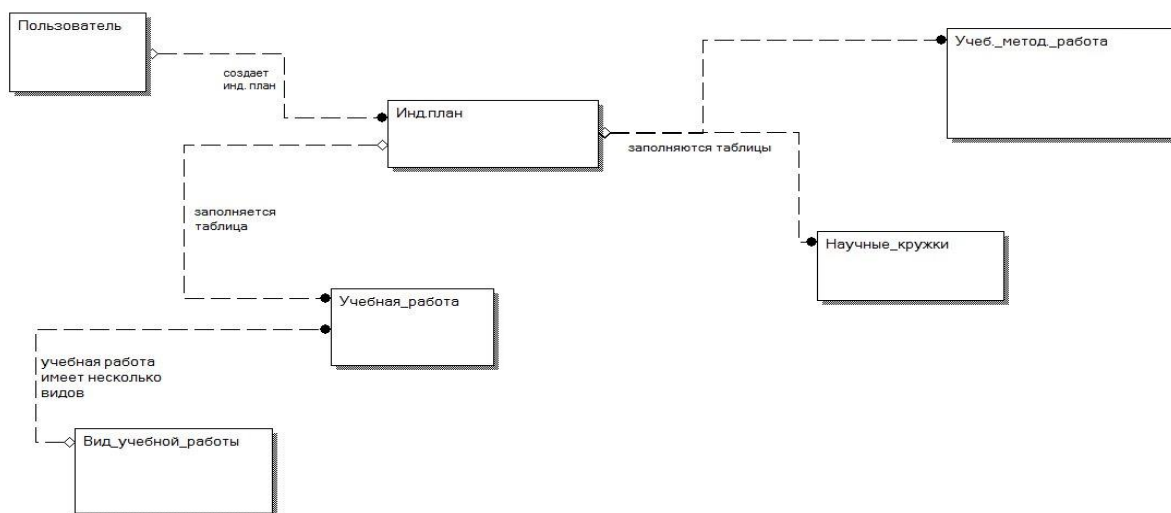 Пользователь
создает
инд. план
Учеб._метод._работа
Инд.план
заполняются таблицы
заполняется
таблица
Научные_кружки
Учебная_работа
учебная работа
имеет несколько
видов
Вид_учебной_работы